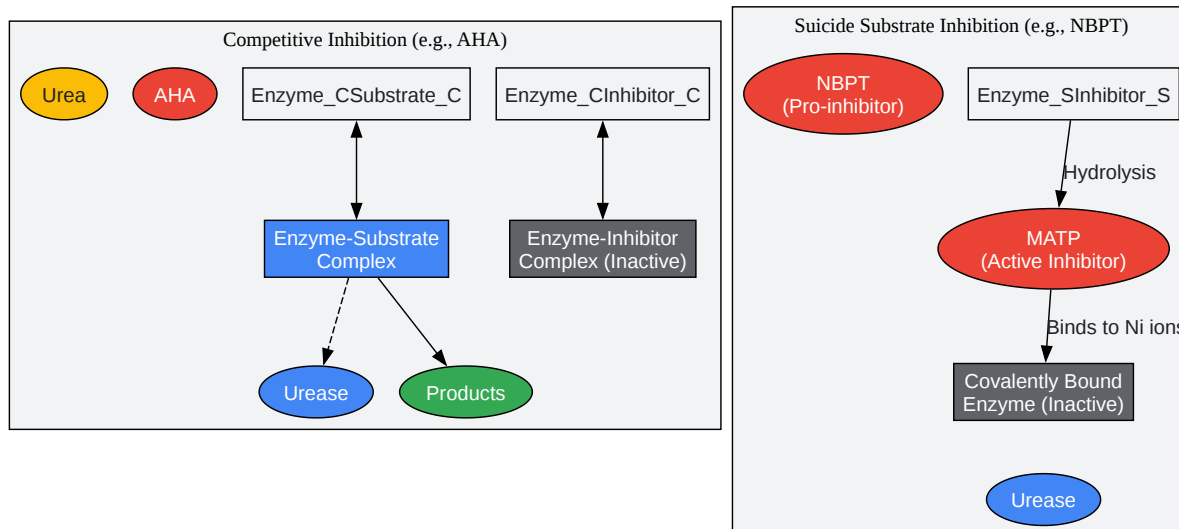 Competitive Inhibition (e.g., AHA)
Urea
AHA
Enzyme_CSubstrate_C
Enzyme_CInhibitor_C
Enzyme-Substrate
Complex
Enzyme-Inhibitor
Complex (Inactive)
Urease
Products
Suicide Substrate Inhibition (e.g., NBPT)
NBPT
(Pro-inhibitor)
Enzyme_SInhibitor_S
Hydrolysis
MATP
(Active Inhibitor)
Binds to Ni ions
Covalently Bound
Enzyme (Inactive)
Urease